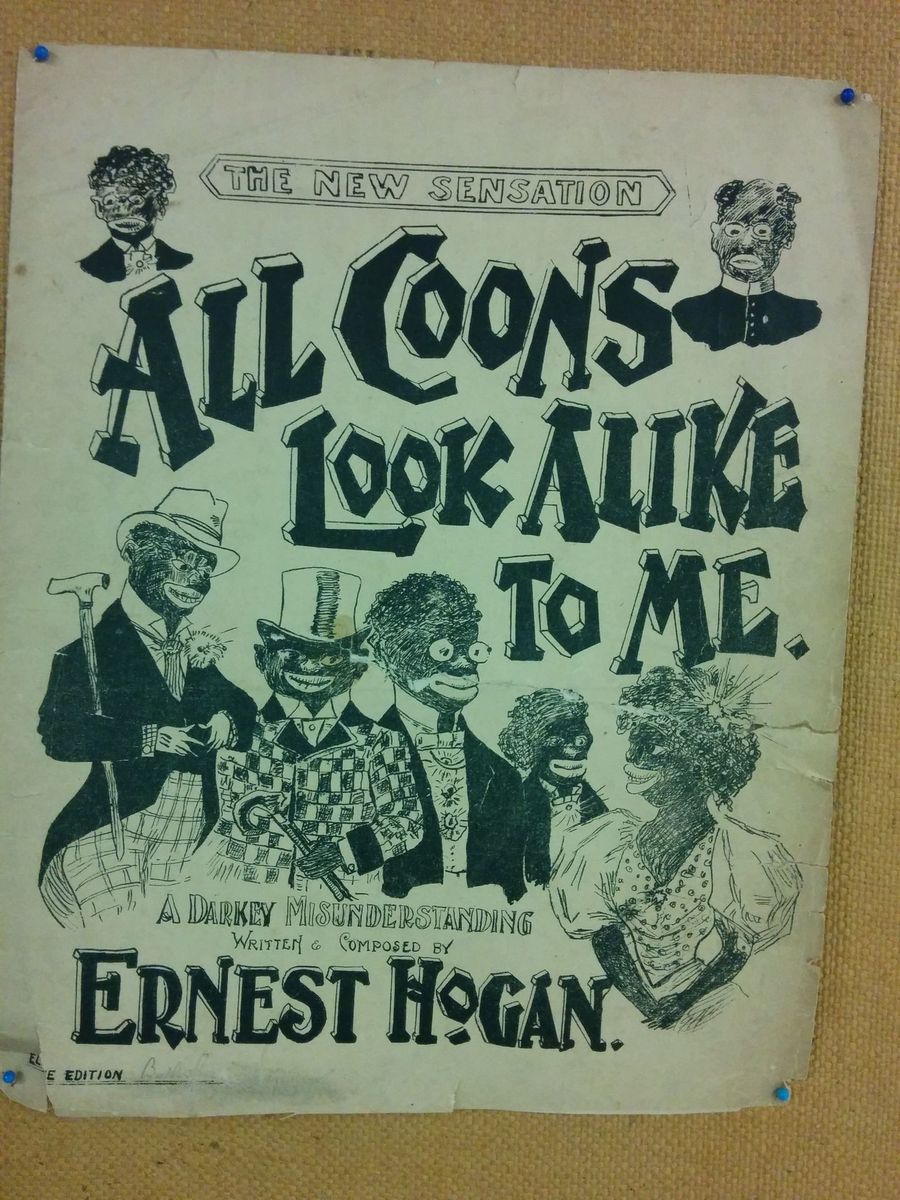 THE NEW SENSATION
ALL COONS
LOOK ALIKE
TO ME.
A DARKEY MISUNDERSTANDING
WRITTEN & COMPOSED BY
ERNEST HOGAN.
EDITION